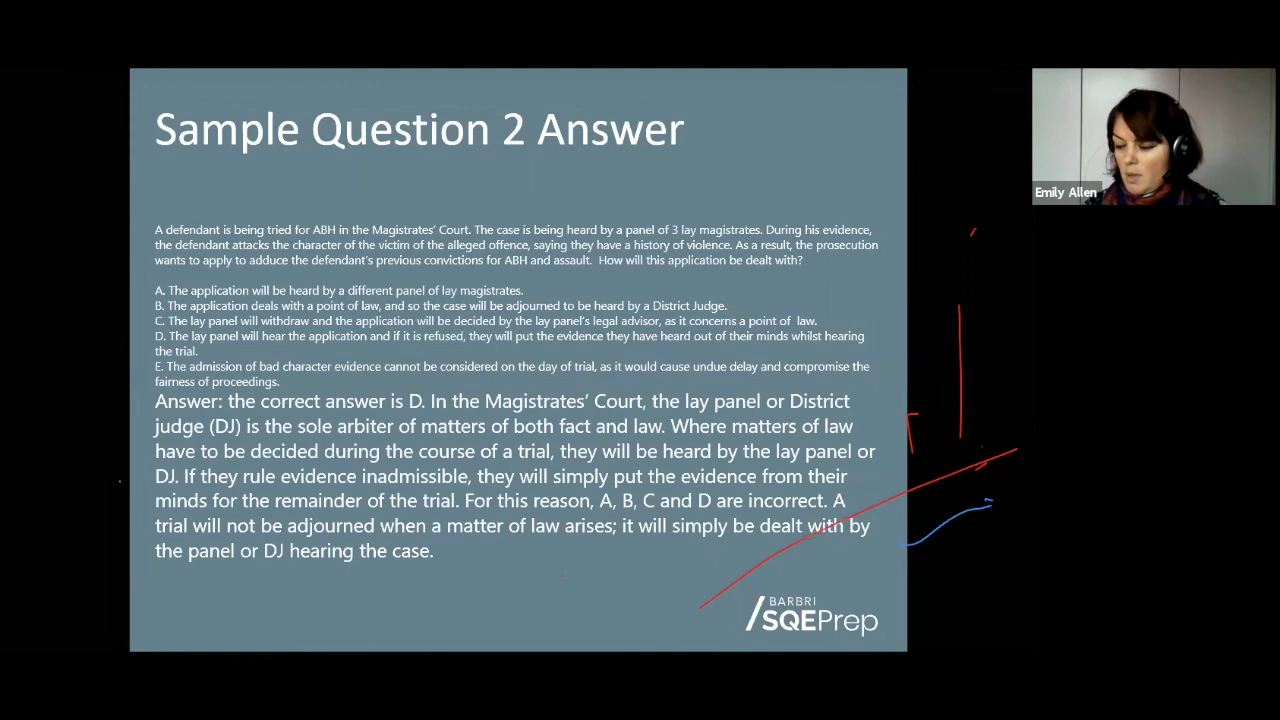 Sample Question 2 Answer
A defendant is being tried for ABH in the Magistrates' Court. The case is being heard by a panel of 3 lay magistrates. During his evidence,
the defendant attacks the character of the victim of the alleged offence, saying they have a history of violence. As a result, the prosecution
wants to apply to adduce the defendant's previous convictions for ABH and assault. How will this application be dealt with?
A. The application will be heard by a different panel of lay magistrates.
B. The application deals with a point of law, and so the case will be adjourned to be heard by a District Judge.
C. The lay panel will withdraw and the application will be decided by the lay panel's legal advisor, as it concerns a point of law.
D. The lay panel will hear the application and if it is refused, they will put the evidence they have heard out of their minds whilst hearing
the trial.
E. The admission of bad character evidence cannot be considered on the day of trial, as it would cause undue delay and compromise the
fairness of proceedings.
Answer: the correct answer is D. In the Magistrates' Court, the lay panel or District
judge (DJ) is the sole arbiter of matters of both fact and law. Where matters of law
have to be decided during the course of a trial, they will be heard by the lay panel or
DJ. If they rule evidence inadmissible, they will simply put the evidence from their
minds for the remainder of the trial. For this reason, A, B, C and D are incorrect. A
trial will not be adjourned when a matter of law arises; it will simply be dealt with by
the panel or DJ hearing the case.
BARBRI
SQEPrep
Emily Allen